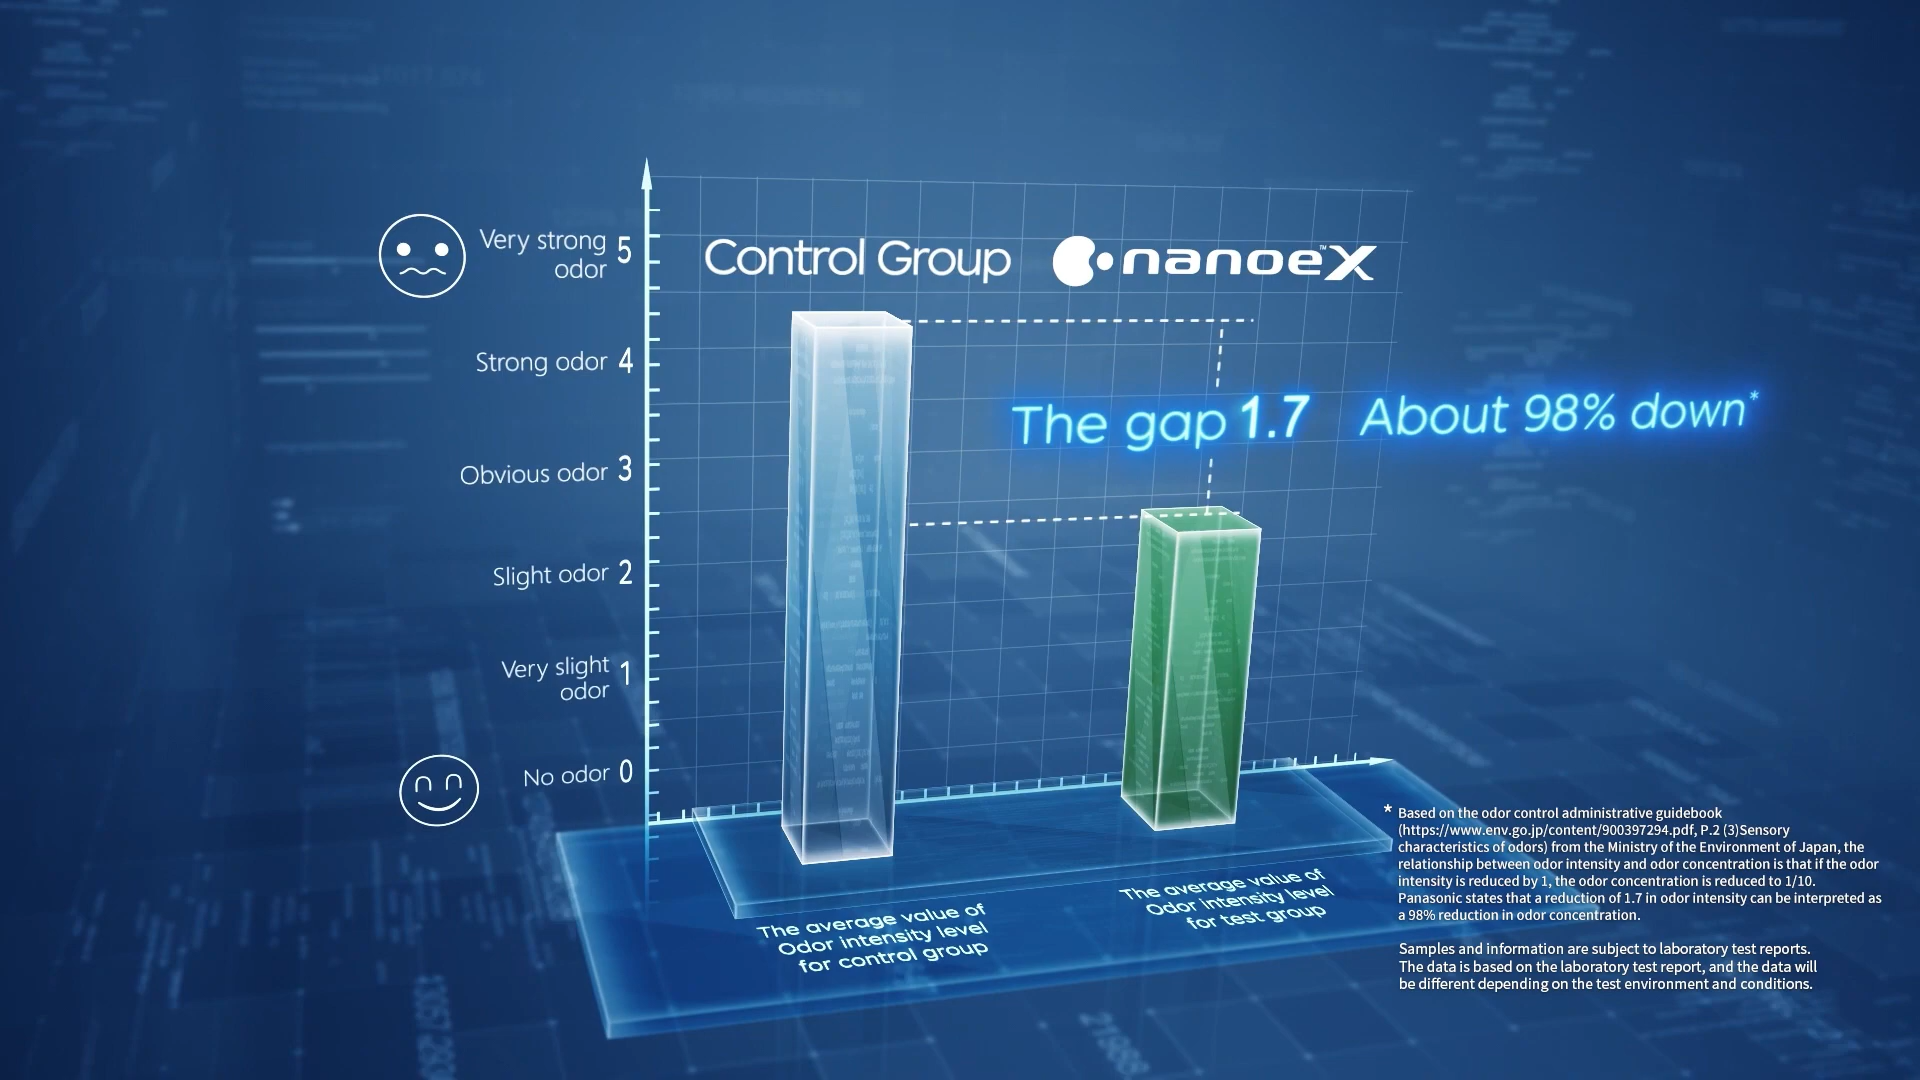 Very strong
odor 5
Control Group
nanoe™X
Strong odor 4
The gap 1.7 About 98% down*
Obvious odor 3
Slight odor 2
Very slight
odor 1
No odor 0
The average value of
Odor intensity level
for control group
The average value of
Odor intensity level
for test group
* Based on the odor control administrative guidebook
(https://www.env.go.jp/content/900397294.pdf, P.2 (3)Sensory
characteristics of odors) from the Ministry of the Environment of Japan, the
relationship between odor intensity and odor concentration is that if the odor
intensity is reduced by 1, the odor concentration is reduced to 1/10.
Panasonic states that a reduction of 1.7 in odor intensity can be interpreted as
a 98% reduction in odor concentration.
Samples and information are subject to laboratory test reports.
The data is based on the laboratory test report, and the data will
be different depending on the test environment and conditions.